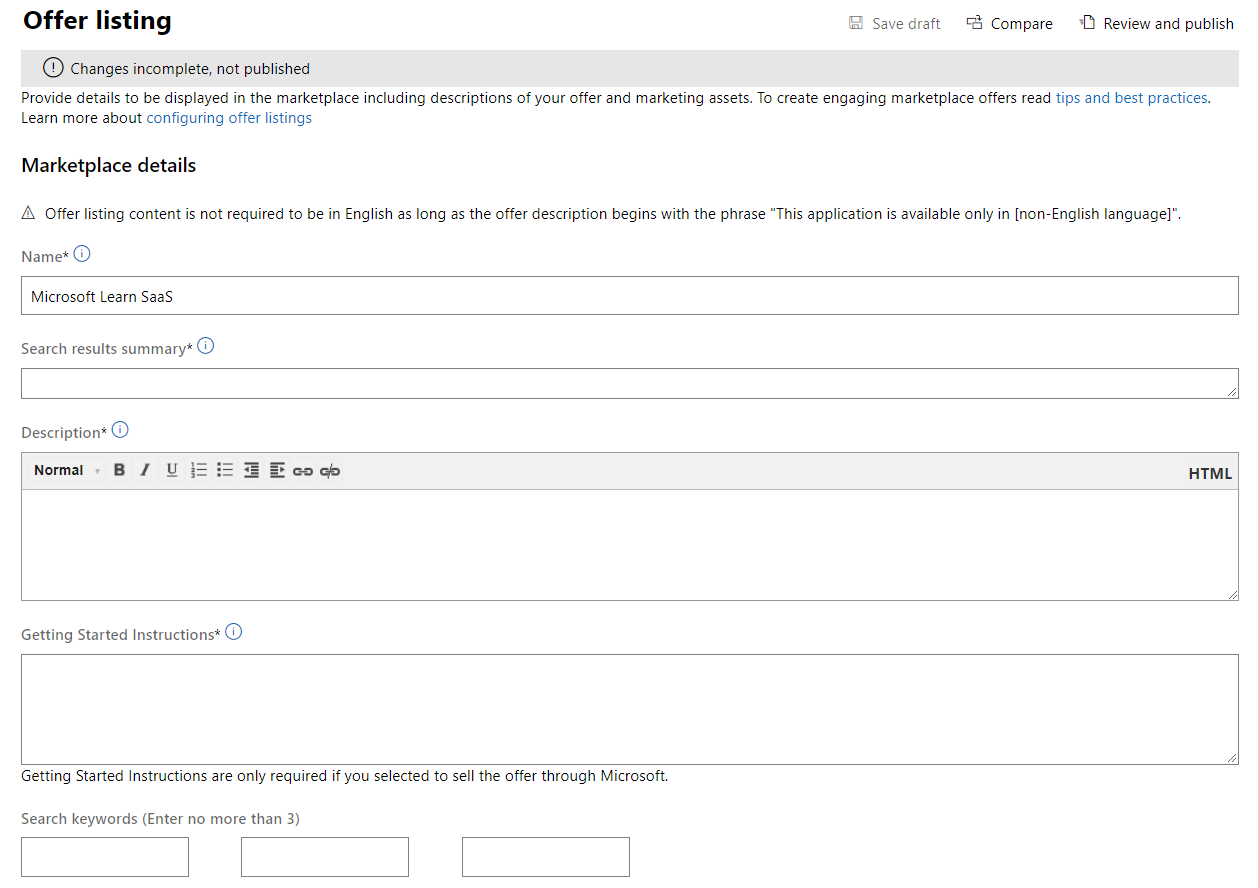 Offer listing
Save draft
Compare
Review and publish
Changes incomplete, not published
Provide details to be displayed in the marketplace including descriptions of your offer and marketing assets. To create engaging marketplace offers read tips and best practices.
Learn more about configuring offer listings
Marketplace details
Offer listing content is not required to be in English as long as the offer description begins with the phrase "This application is available only in [non-English language]".
Name*
Microsoft Learn SaaS
Search results summary*
Description*
Normal B I U HTML
Getting Started Instructions*
Getting Started Instructions are only required if you selected to sell the offer through Microsoft.
Search keywords (Enter no more than 3)